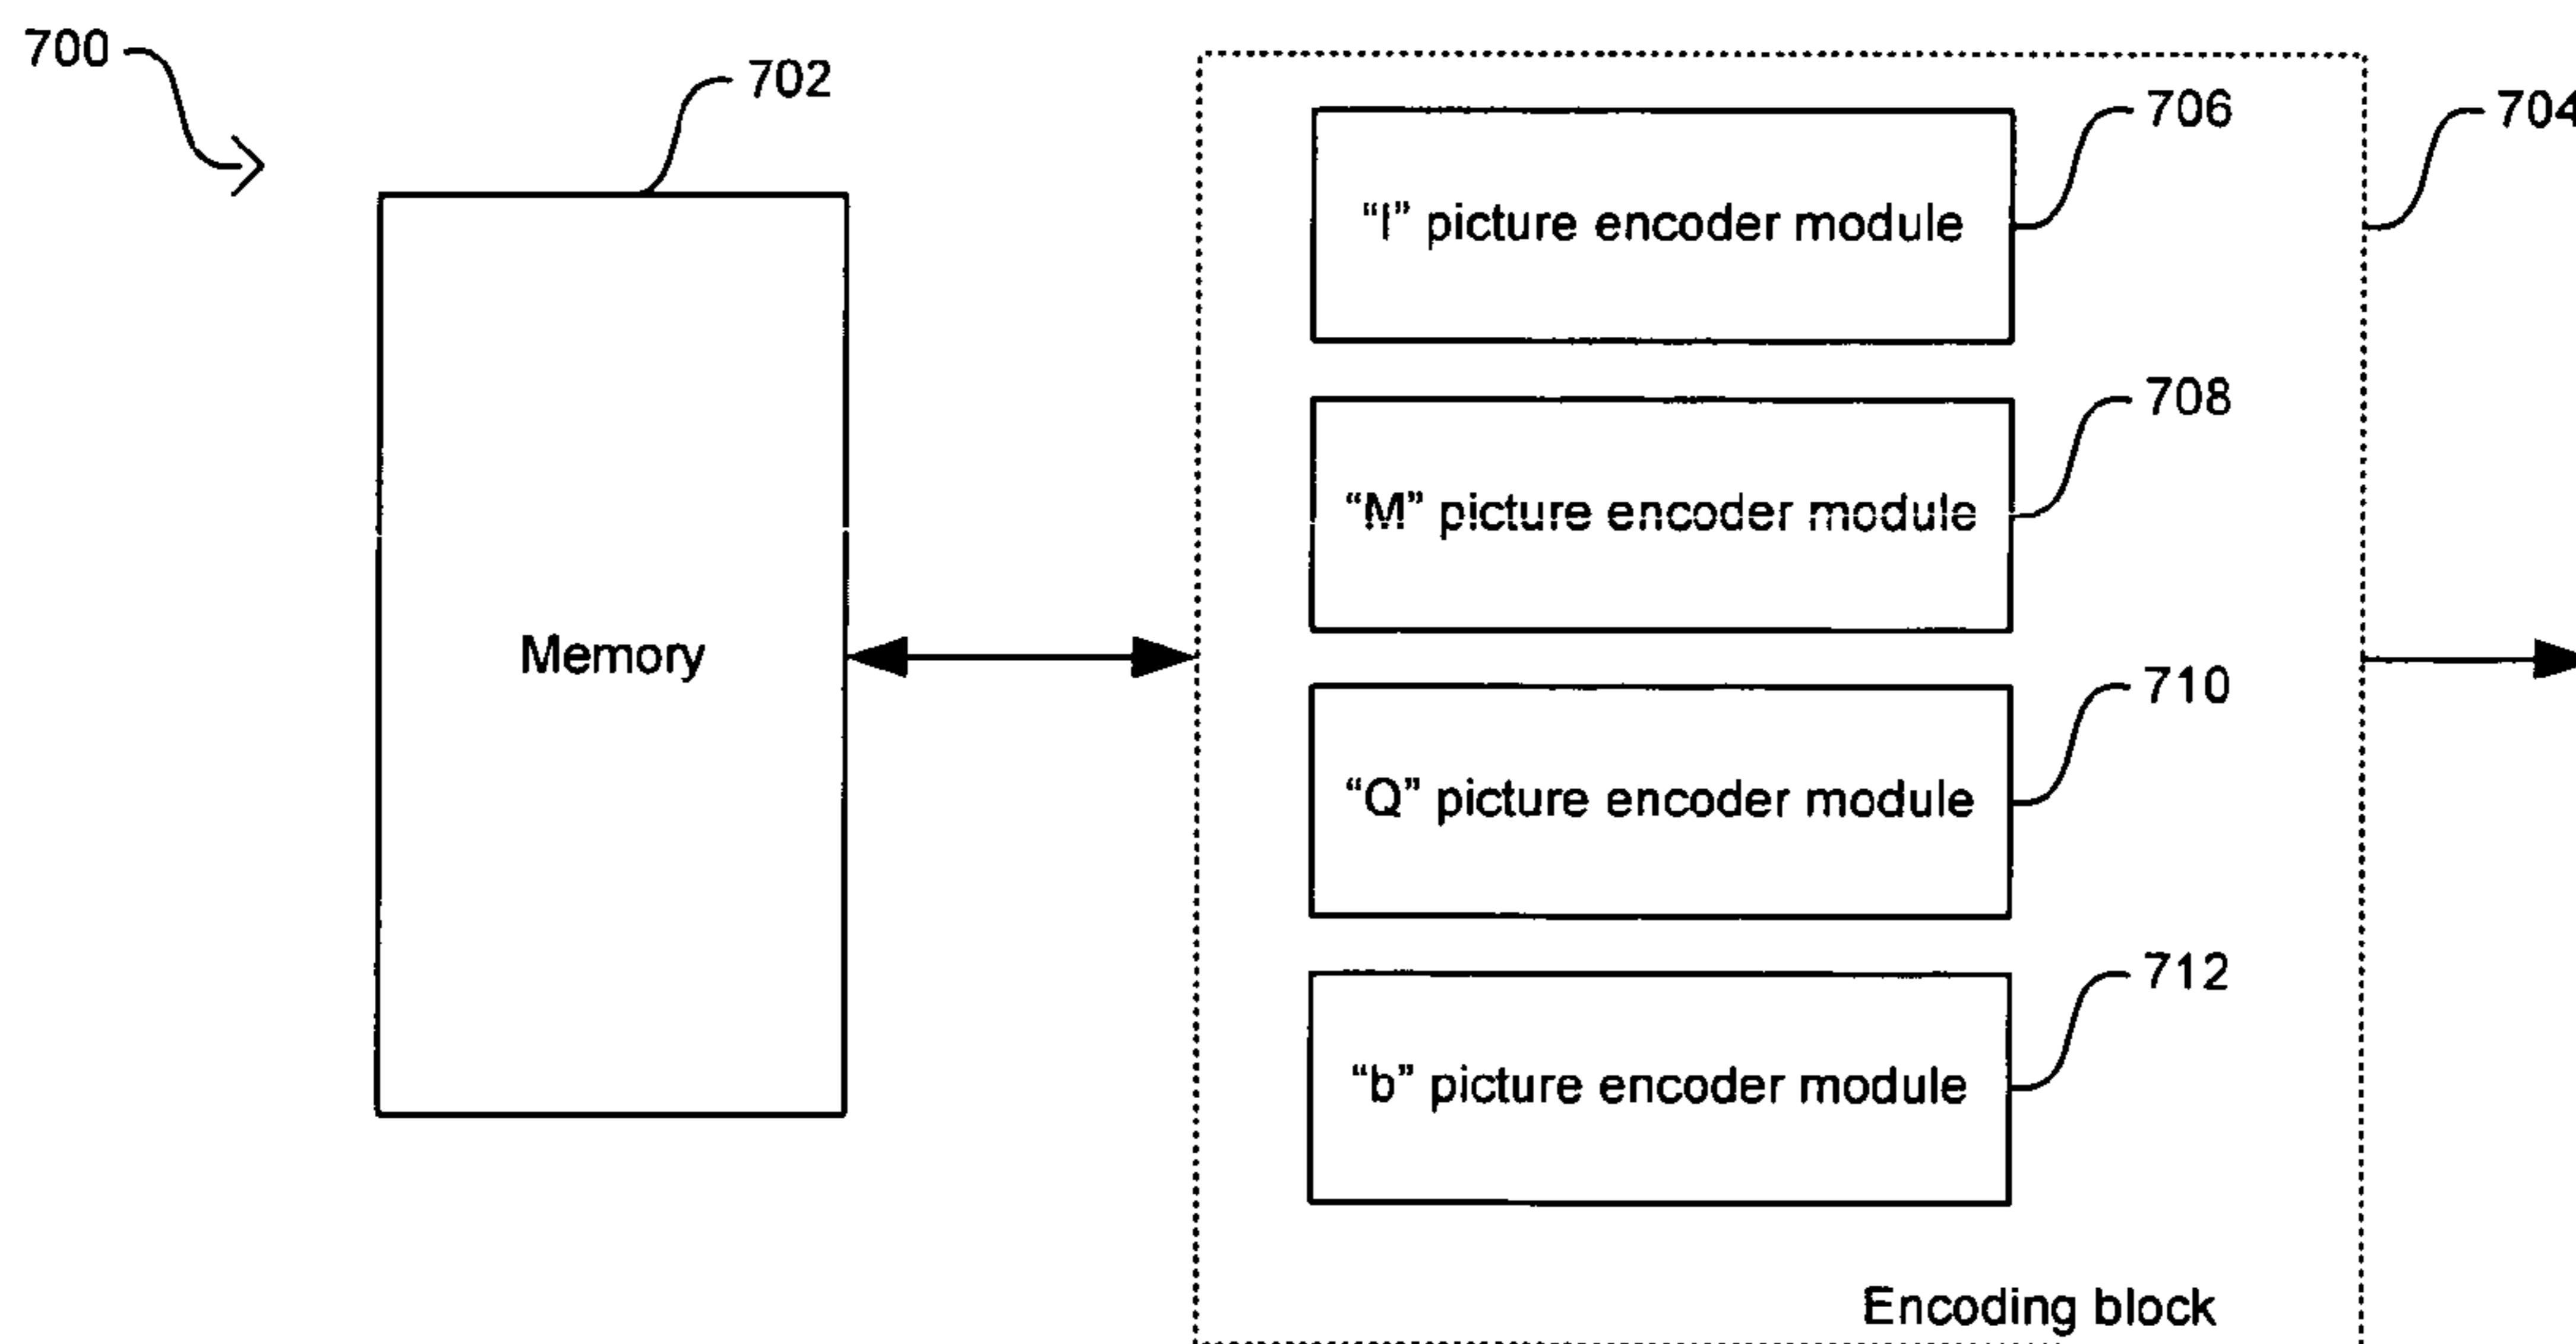 700
702
706
704
"I" picture encoder module
708
"M" picture encoder module
Memory
710
"Q" picture encoder module
712
"b" picture encoder module
Encoding block